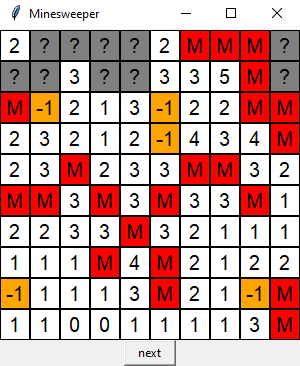 Minesweeper
2 ? ? ? ? 2 M M M ?
? ? 3 ? ? 3 3 5 M ?
M -1 2 1 3 -1 2 2 M M
2 3 2 1 2 -1 4 3 4 M
2 3 M 2 3 3 M M 3 2
M M 3 M 3 M 3 3 M 1
2 2 3 3 M 3 2 1 1 1
1 1 1 M 4 M 2 1 2 2
-1 1 1 1 3 M 2 1 -1 M
1 1 0 0 1 1 1 1 3 M
next